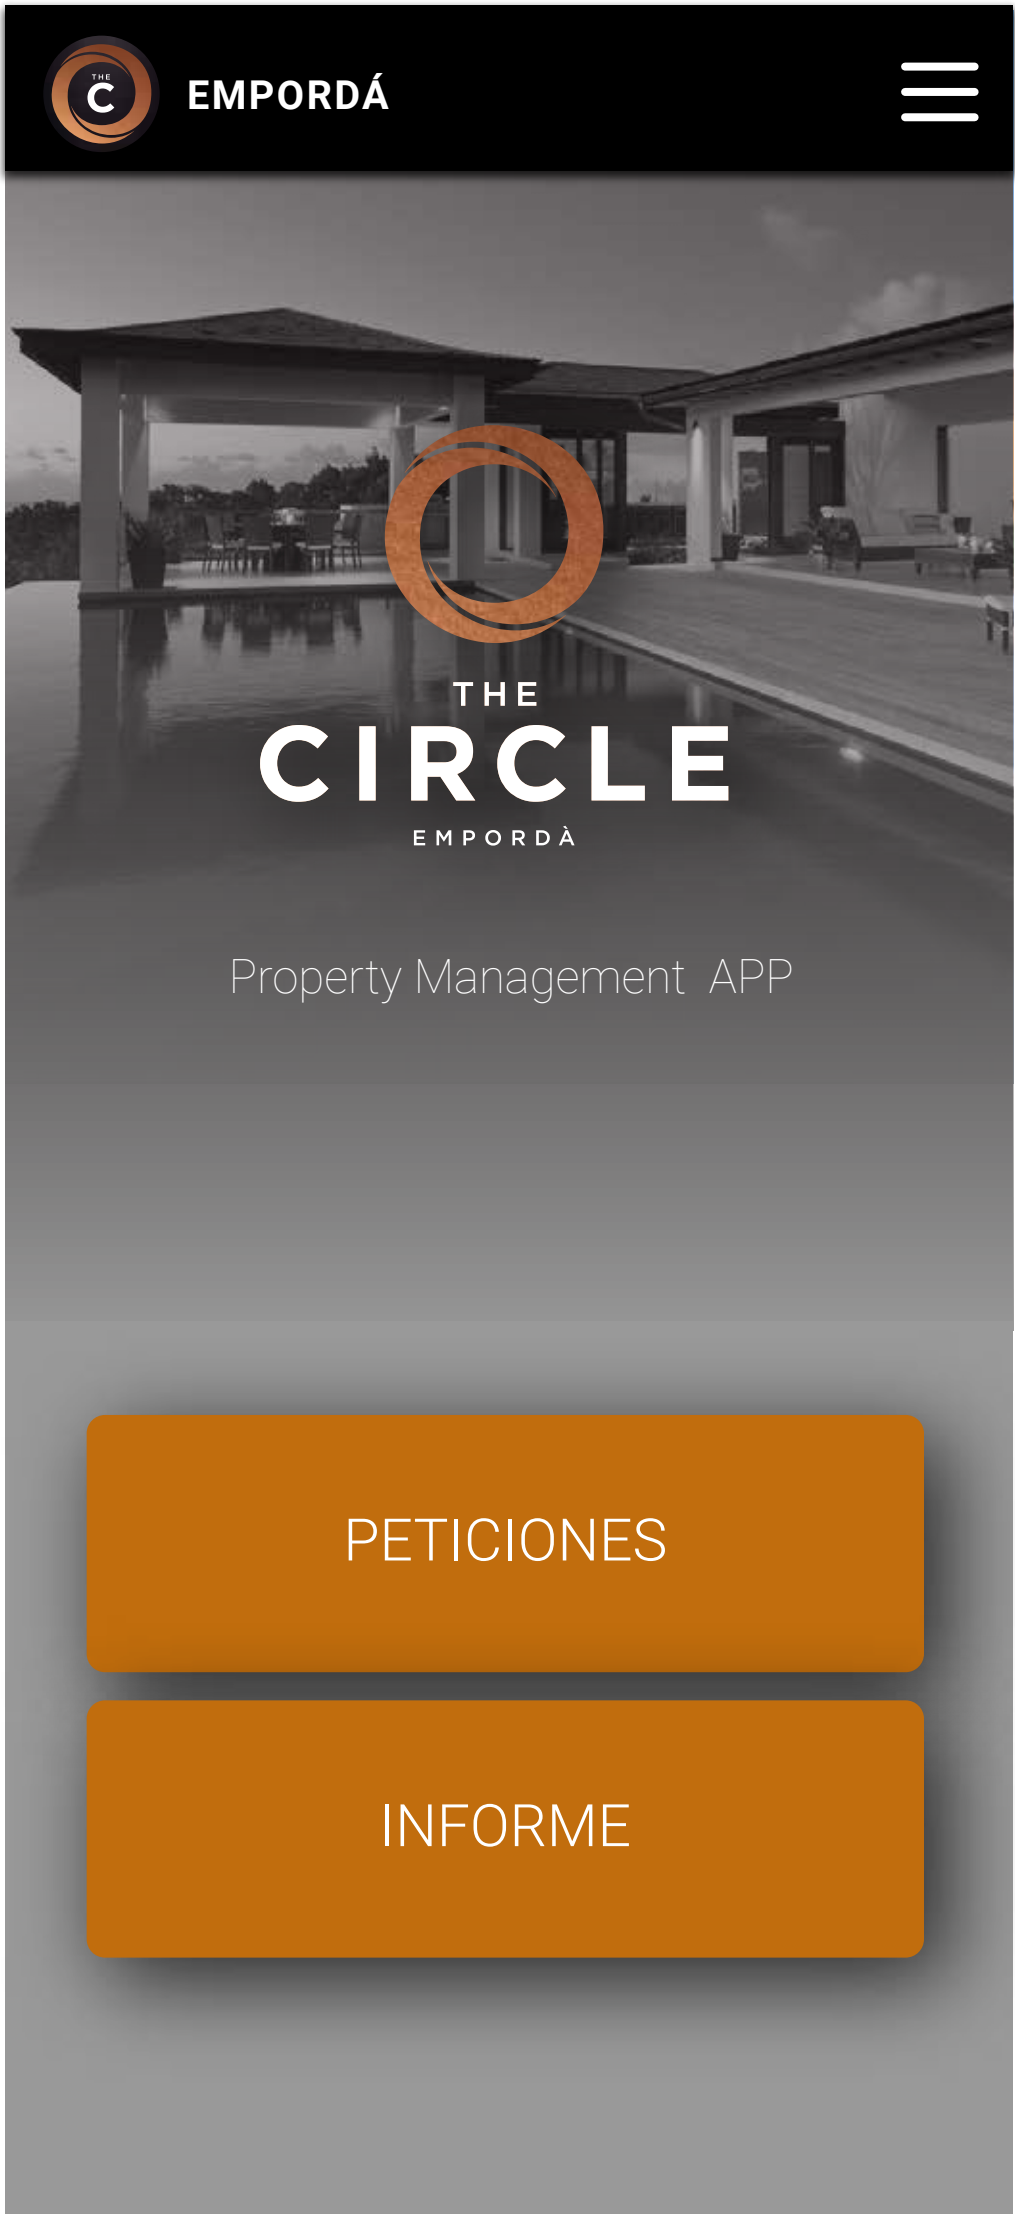 THE
C
EMPORDÁ
THE
CIRCLE
EMPORDÀ
Property Management APP
PETICIONES
INFORME